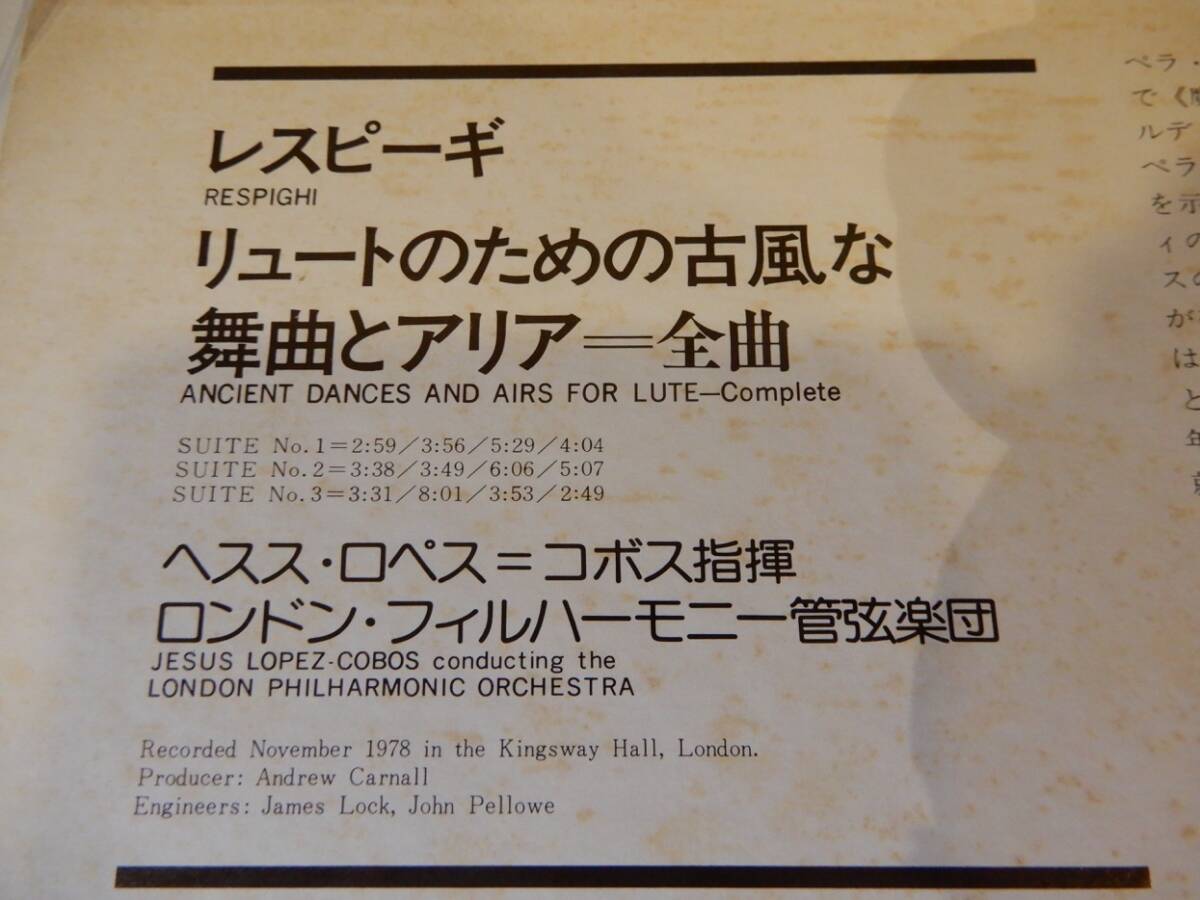 レスピーギ
RESPIGHI
リュートのための古風な
舞曲とアリア＝全曲
ANCIENT DANCES AND AIRS FOR LUTE—Complete
SUITE No.1＝2:59／3:56／5:29／4:04
SUITE No.2＝3:38／3:49／6:06／5:07
SUITE No.3＝3:31／8:01／3:53／2:49
ヘスス・ロペス＝コボス指揮
ロンドン・フィルハーモニー管弦楽団
JESUS LOPEZ-COBOS conducting the
LONDON PHILHARMONIC ORCHESTRA
Recorded November 1978 in the Kingsway Hall, London.
Producer: Andrew Carnall
Engineers: James Lock, John Pellowe
ペラ・
で《
ルデ
ペラ
を示
ィの
スの
が
は
と
年